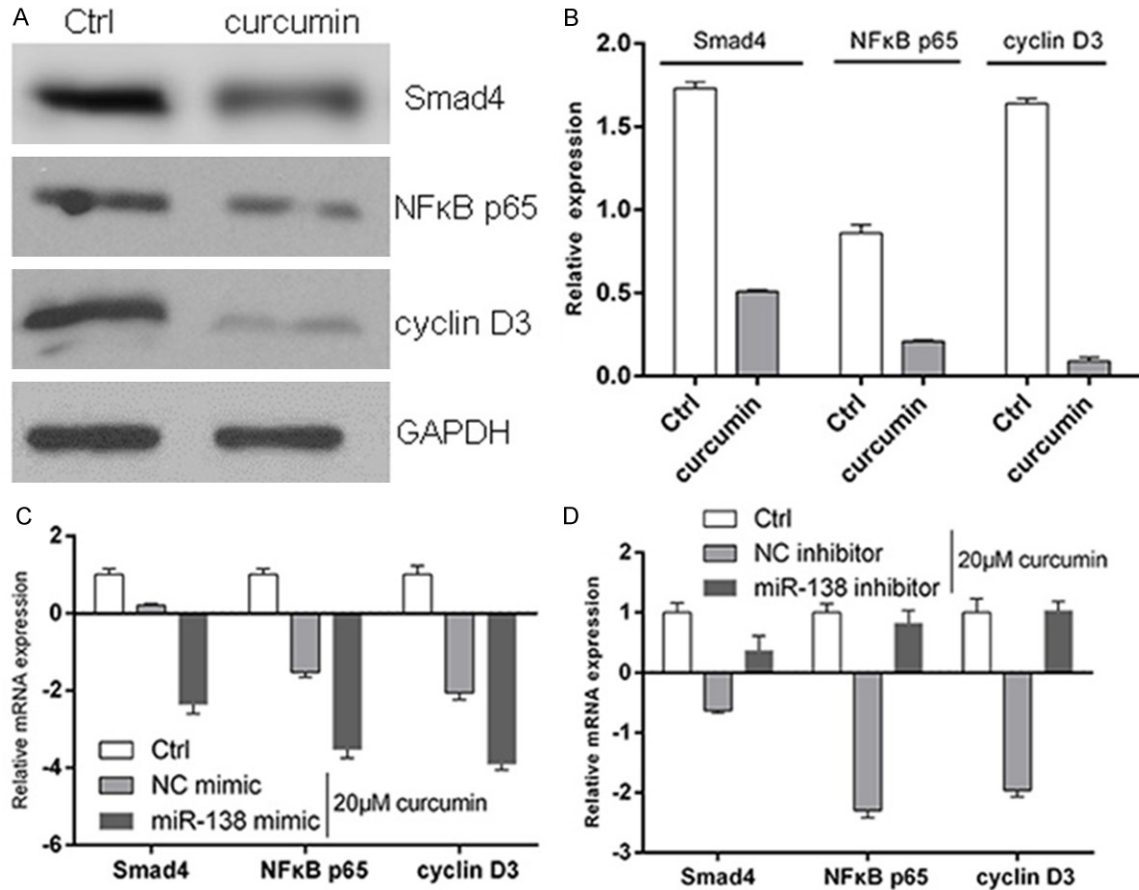 A
Ctrl curcumin
Smad4
NFκB p65
cyclin D3
GAPDH
B
Smad4 NFκB p65 cyclin D3
Relative expression
2.0
1.5
1.0
0.5
0.0
Ctrl curcumin Ctrl curcumin Ctrl curcumin
C
Relative mRNA expression
2
0
-2
-4
-6
Ctrl
NC mimic
miR-138 mimic
20µM curcumin
Smad4 NFκB p65 cyclin D3
D
Ctrl
NC inhibitor
miR-138 inhibitor
20µM curcumin
Relative mRNA expression
2
1
0
-1
-2
-3
Smad4 NFκB p65 cyclin D3